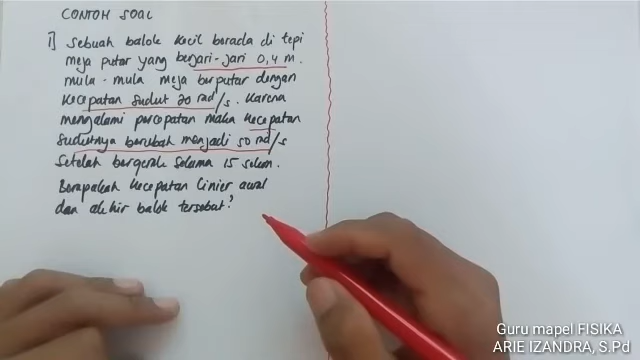 CONTOH SOAL
1] Sebuah balok kecil berada di tepi
meja putar yang berjari-jari 0,4 m.
mula-mula meja berputar dengan
kecepatan sudut 20 rad/s. Karena
mengalami percepatan maka kecepatan
sudutnya berubah menjadi 50 rad/s
setelah bergerak selama 15 sekon.
Berapakah kecepatan linier awal
dan akhir balok tersebut?
Guru mapel FISIKA
ARIE IZANDRA, S.Pd